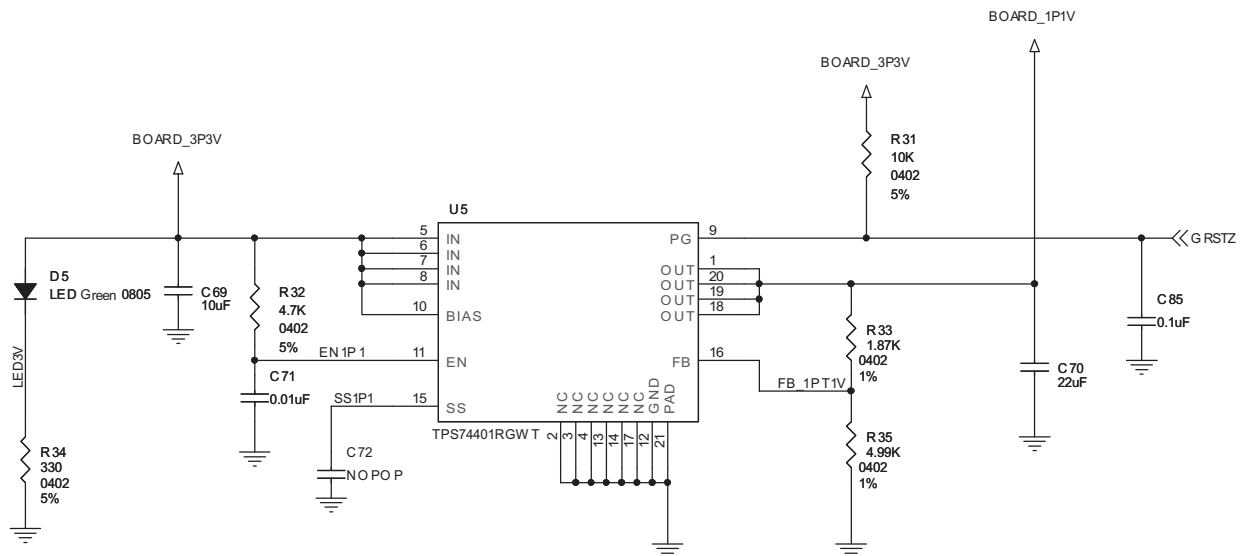 BOARD_1P1V
BOARD_3P3V
R31
10K
0402
5%
BOARD_3P3V
U5
5 IN
6 IN
7 IN
8 IN
10 BIAS
11 EN
15 SS
PG 9
OUT 1
OUT 20
OUT 19
OUT 18
FB 16
GRSTZ
D5
LED Green 0805
C69
10uF
R32
4.7K
0402
5%
EN1P1
C71
0.01uF
SS1P1
C72
NOPOP
LED3V
R34
330
0402
5%
TPS74401RGWT
NC NC NC NC NC NC GND PAD
2 3 4 13 14 17 12 21
R33
1.87K
0402
1%
FB_1PT1V
R35
4.99K
0402
1%
C70
22uF
C85
0.1uF